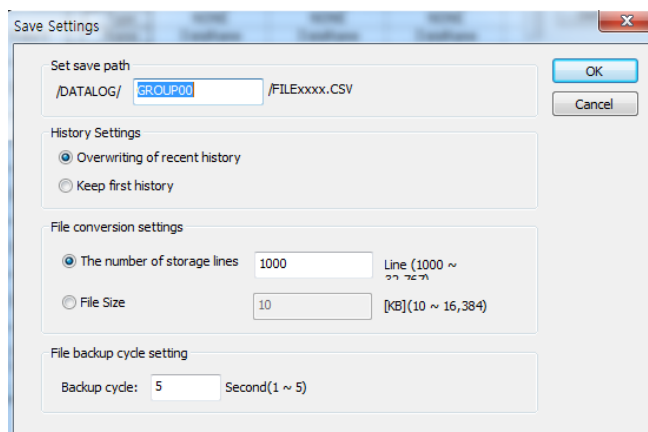 Save Settings
Set save path
/DATALOG/ GROUP00 /FILExxxx.CSV
OK
Cancel
History Settings
Overwriting of recent history
Keep first history
File conversion settings
The number of storage lines 1000 Line (1000 ~
32,767)
File Size 10 [KB](10 ~ 16,384)
File backup cycle setting
Backup cycle: 5 Second(1 ~ 5)